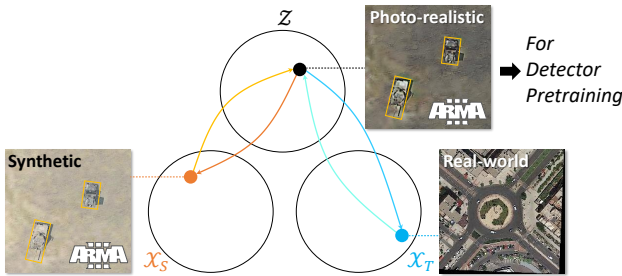 Z
Photo-realistic
ARMA
For
Detector
Pretraining
Synthetic
ARMA
X_S
X_T
Real-world